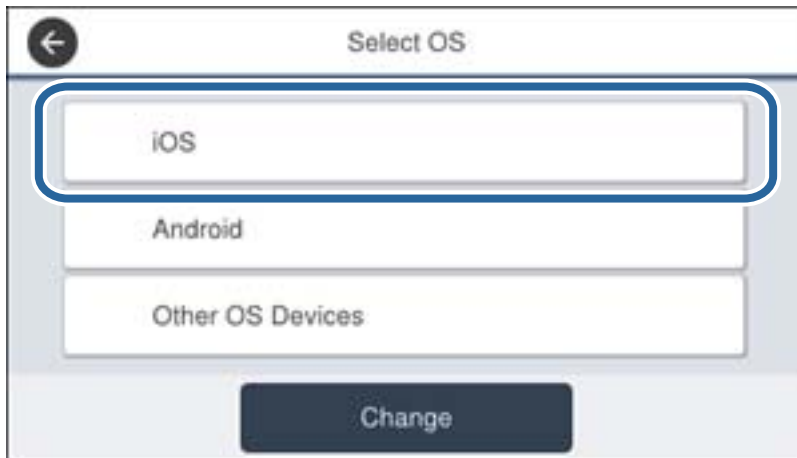 Select OS
iOS
Android
Other OS Devices
Change